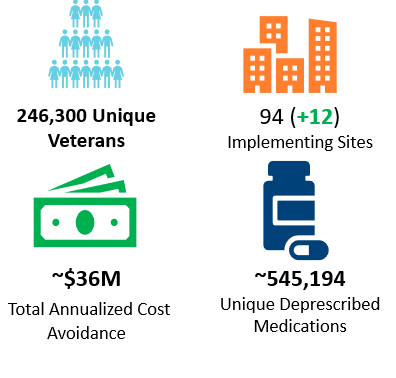 246,300 Unique
Veterans
94 (+12)
Implementing Sites
~$36M
Total Annualized Cost
Avoidance
~545,194
Unique Deprescribed
Medications